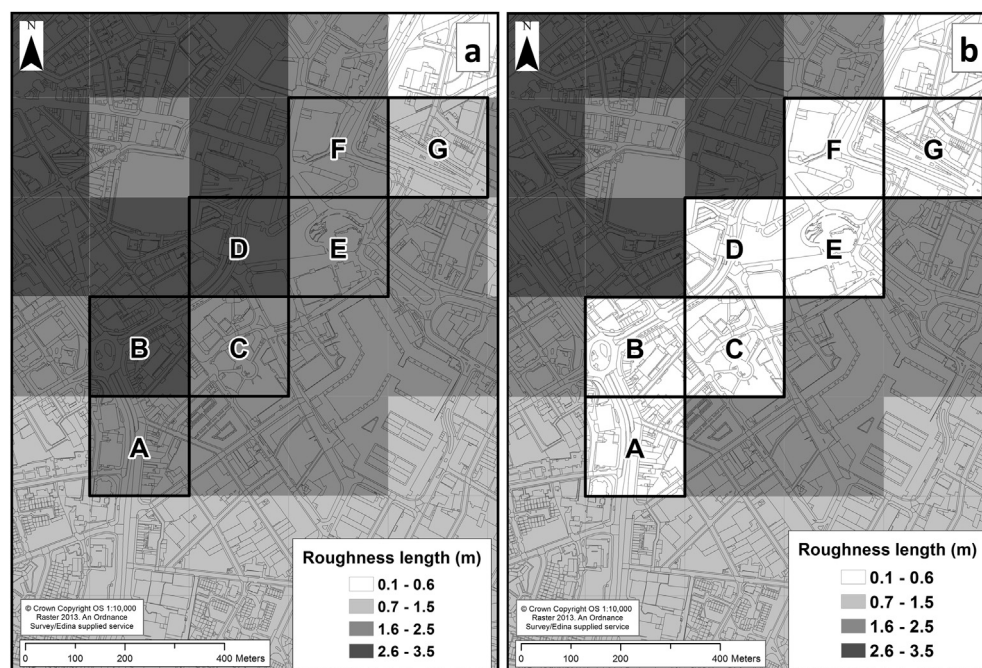 N
a
F
G
D
E
B
C
A
Roughness length (m)
0.1 - 0.6
0.7 - 1.5
1.6 - 2.5
2.6 - 3.5
© Crown Copyright OS 1:10,000
Raster 2013. An Ordnance
Survey/Edina supplied service
0 100 200 400 Meters
N
b
F
G
D
E
B
C
A
Roughness length (m)
0.1 - 0.6
0.7 - 1.5
1.6 - 2.5
2.6 - 3.5
© Crown Copyright OS 1:10,000
Raster 2013. An Ordnance
Survey/Edina supplied service
0 100 200 400 Meters